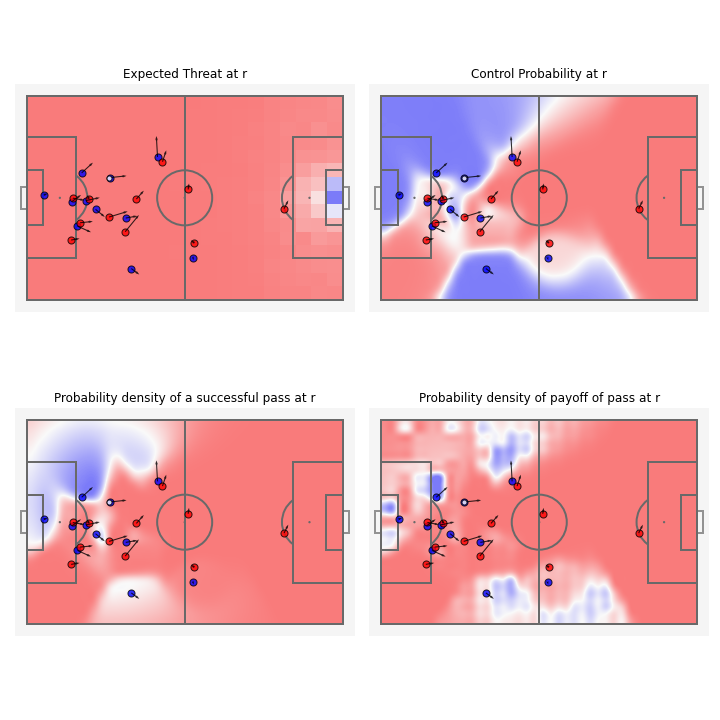 Expected Threat at r
Control Probability at r
Probability density of a successful pass at r
Probability density of payoff of pass at r